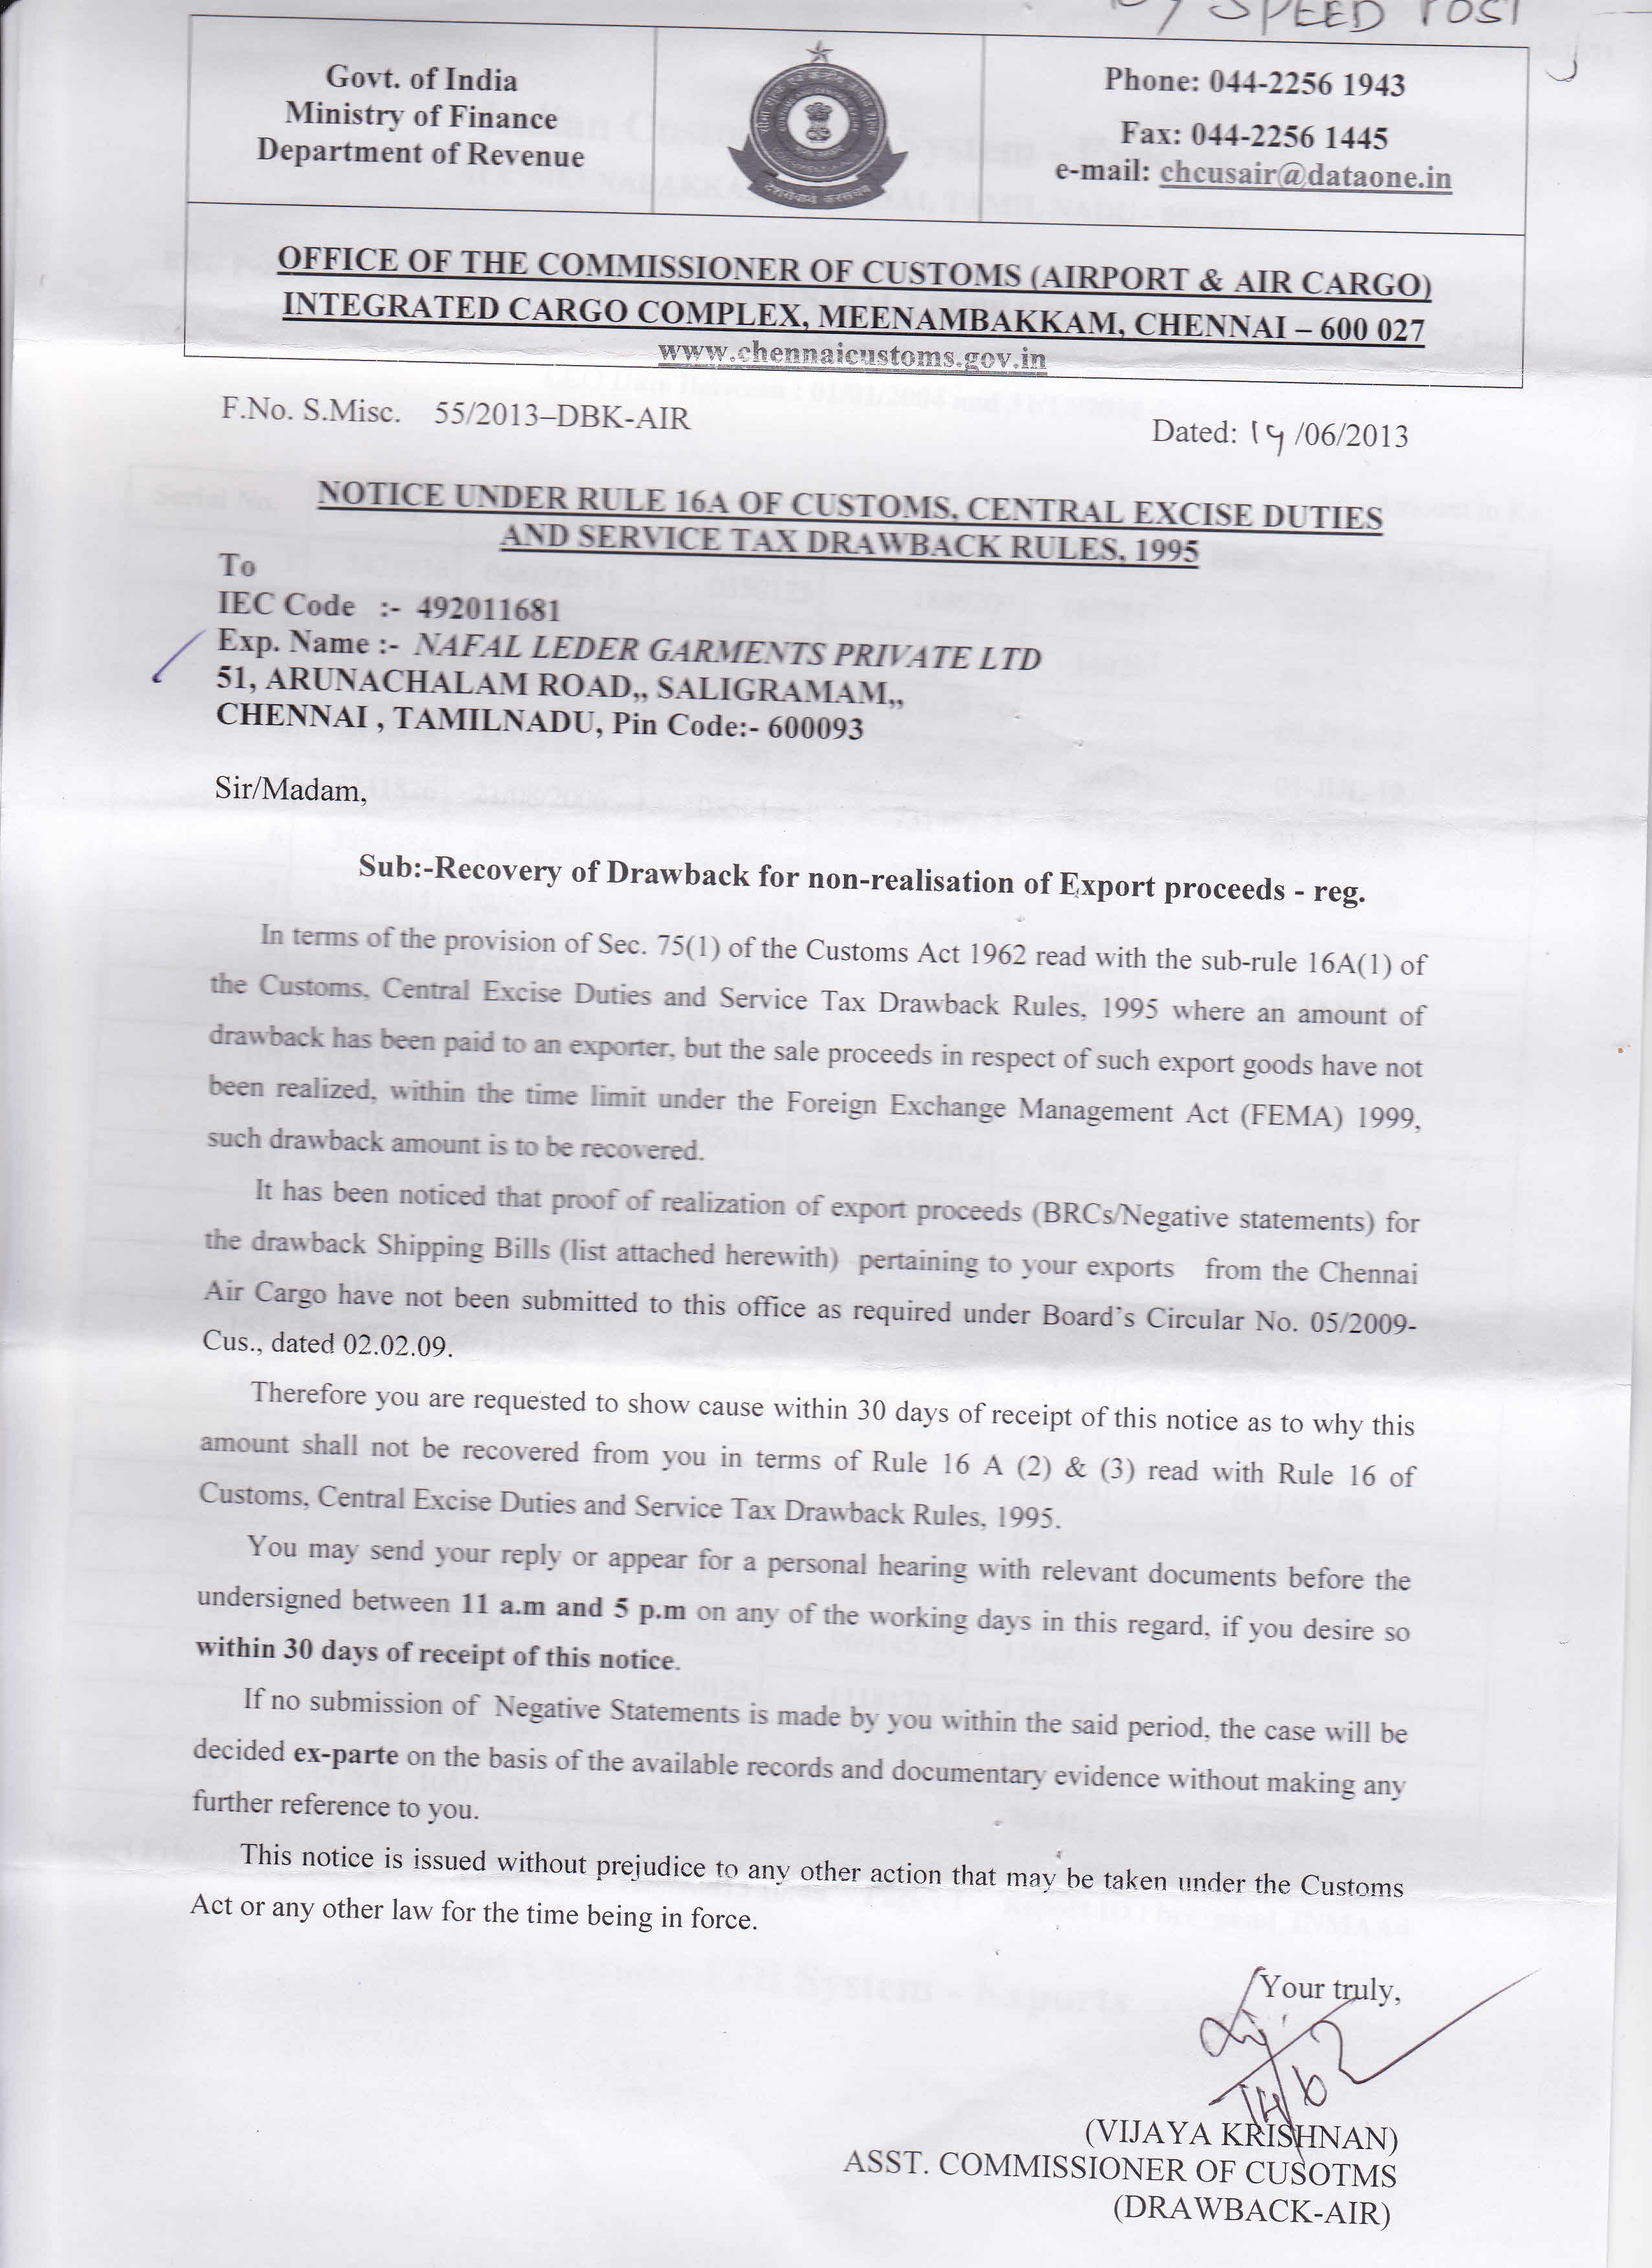 SPEED POST
Govt. of India
Ministry of Finance
Department of Revenue
Phone: 044-2256 1943
Fax: 044-2256 1445
e-mail: chcusair@dataone.in
OFFICE OF THE COMMISSIONER OF CUSTOMS (AIRPORT & AIR CARGO)
INTEGRATED CARGO COMPLEX, MEENAMBAKKAM, CHENNAI – 600 027
www.chennaicustoms.gov.in
F.No. S.Misc. 55/2013–DBK-AIR
Dated: 14 /06/2013
NOTICE UNDER RULE 16A OF CUSTOMS, CENTRAL EXCISE DUTIES
AND SERVICE TAX DRAWBACK RULES, 1995
To
IEC Code :- 492011681
Exp. Name :- NAFAL LEDER GARMENTS PRIVATE LTD
51, ARUNACHALAM ROAD,, SALIGRAMAM,,
CHENNAI , TAMILNADU, Pin Code:- 600093
Sir/Madam,
Sub:-Recovery of Drawback for non-realisation of Export proceeds - reg.
In terms of the provision of Sec. 75(1) of the Customs Act 1962 read with the sub-rule 16A(1) of
the Customs, Central Excise Duties and Service Tax Drawback Rules, 1995 where an amount of
drawback has been paid to an exporter, but the sale proceeds in respect of such export goods have not
been realized, within the time limit under the Foreign Exchange Management Act (FEMA) 1999,
such drawback amount is to be recovered.
It has been noticed that proof of realization of export proceeds (BRCs/Negative statements) for
the drawback Shipping Bills (list attached herewith) pertaining to your exports from the Chennai
Air Cargo have not been submitted to this office as required under Board's Circular No. 05/2009-
Cus., dated 02.02.09.
Therefore you are requested to show cause within 30 days of receipt of this notice as to why this
amount shall not be recovered from you in terms of Rule 16 A (2) & (3) read with Rule 16 of
Customs, Central Excise Duties and Service Tax Drawback Rules, 1995.
You may send your reply or appear for a personal hearing with relevant documents before the
undersigned between 11 a.m and 5 p.m on any of the working days in this regard, if you desire so
within 30 days of receipt of this notice.
If no submission of Negative Statements is made by you within the said period, the case will be
decided ex-parte on the basis of the available records and documentary evidence without making any
further reference to you.
This notice is issued without prejudice to any other action that may be taken under the Customs
Act or any other law for the time being in force.
Your truly,
14/6
(VIJAYA KRISHNAN)
ASST. COMMISSIONER OF CUSOTMS
(DRAWBACK-AIR)